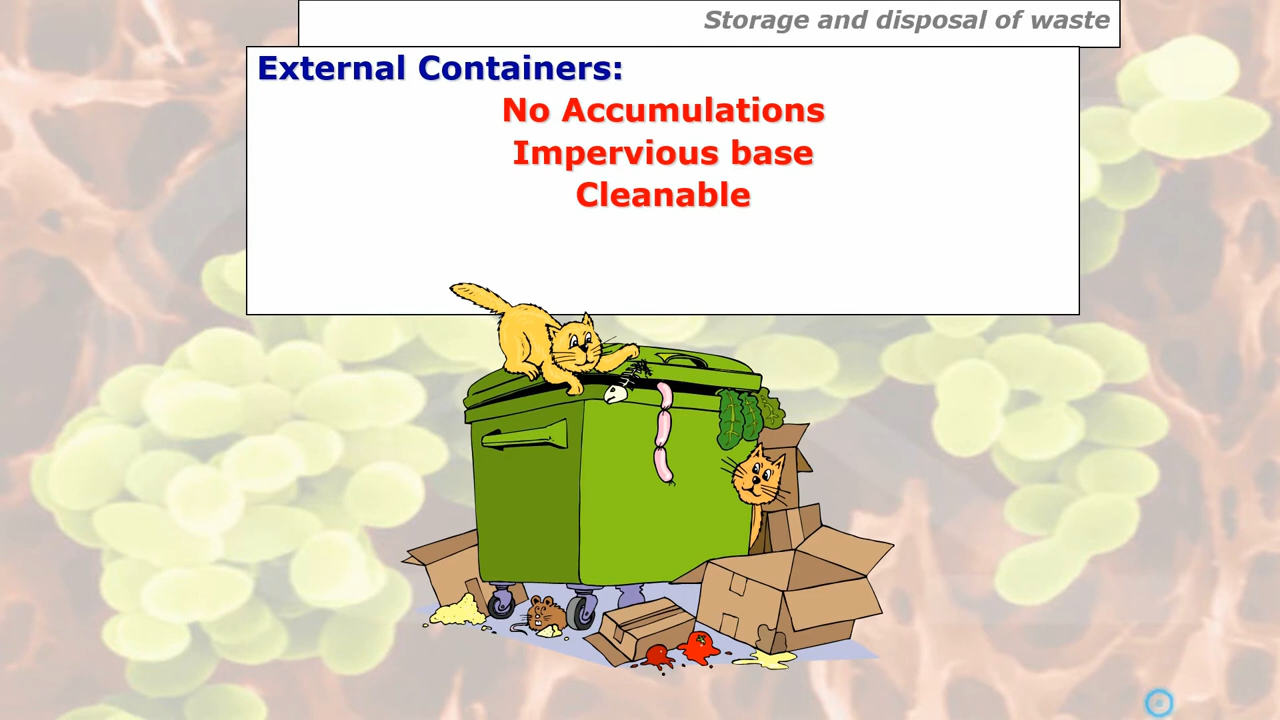 Storage and disposal of waste
External Containers:
No Accumulations
Impervious base
Cleanable